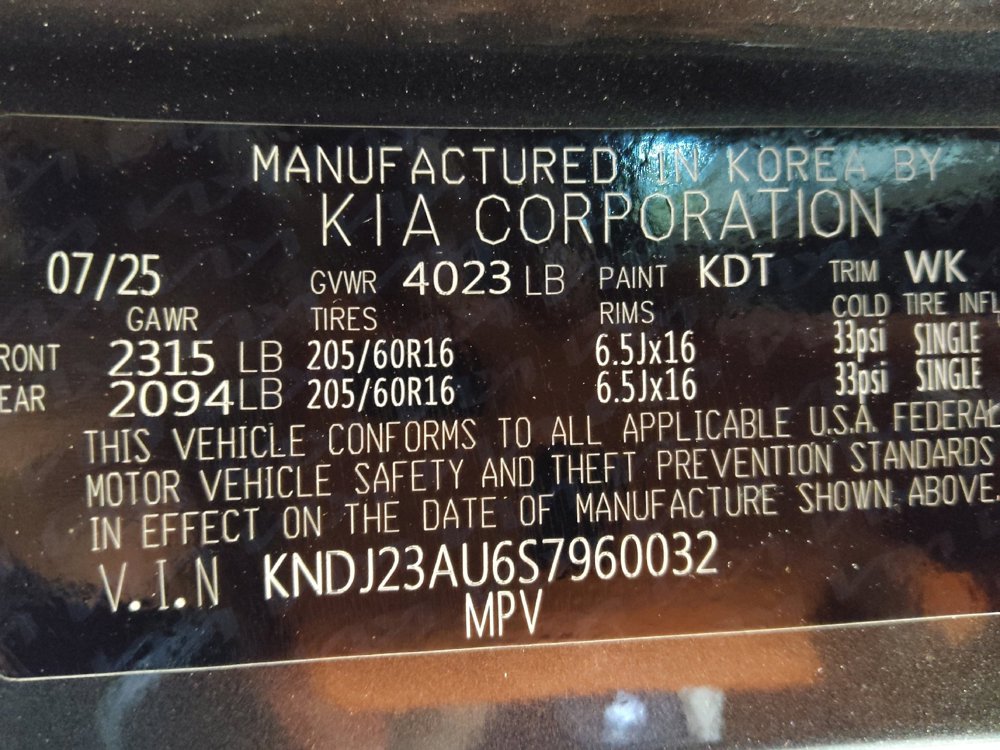 MANUFACTURED IN KOREA BY
KIA CORPORATION
07/25 GVWR 4023 LB PAINT KDT TRIM WK
GAWR TIRES RIMS COLD TIRE INFL
RONT 2315 LB 205/60R16 6.5Jx16 33psi SINGLE
EAR 2094LB 205/60R16 6.5Jx16 33psi SINGLE
THIS VEHICLE CONFORMS TO ALL APPLICABLE U.S.A. FEDERAL
MOTOR VEHICLE SAFETY AND THEFT PREVENTION STANDARDS
IN EFFECT ON THE DATE OF MANUFACTURE SHOWN ABOVE.
V.I.N KNDJ23AU6S7960032
MPV